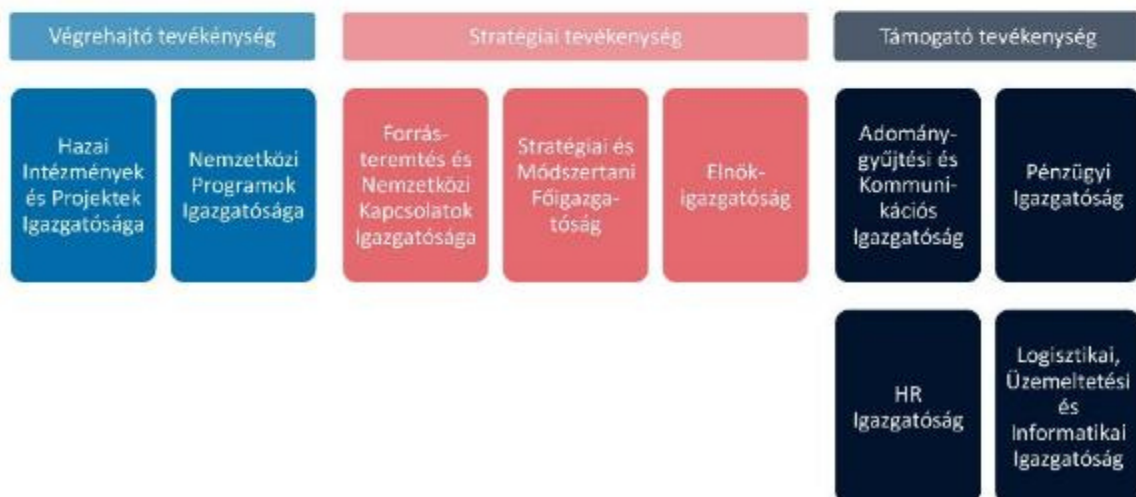 Végrehajtó tevékenység
Stratégiai tevékenység
Támogató tevékenység
Hazai
Intézmények
és Projektek
Igazgatósága
Nemzetközi
Programok
Igazgatósága
Forrás-
teremtés és
Nemzetközi
Kapcsolatok
Igazgatósága
Stratégiai és
Módszertani
Főigazga-
tóság
Elnök-
igazgatóság
Adomány-
gyűjtési és
Kommuni-
kációs
Igazgatóság
Pénzügyi
Igazgatóság
HR
Igazgatóság
Logisztikai,
Üzemeltetési
és
Informatikai
Igazgatóság